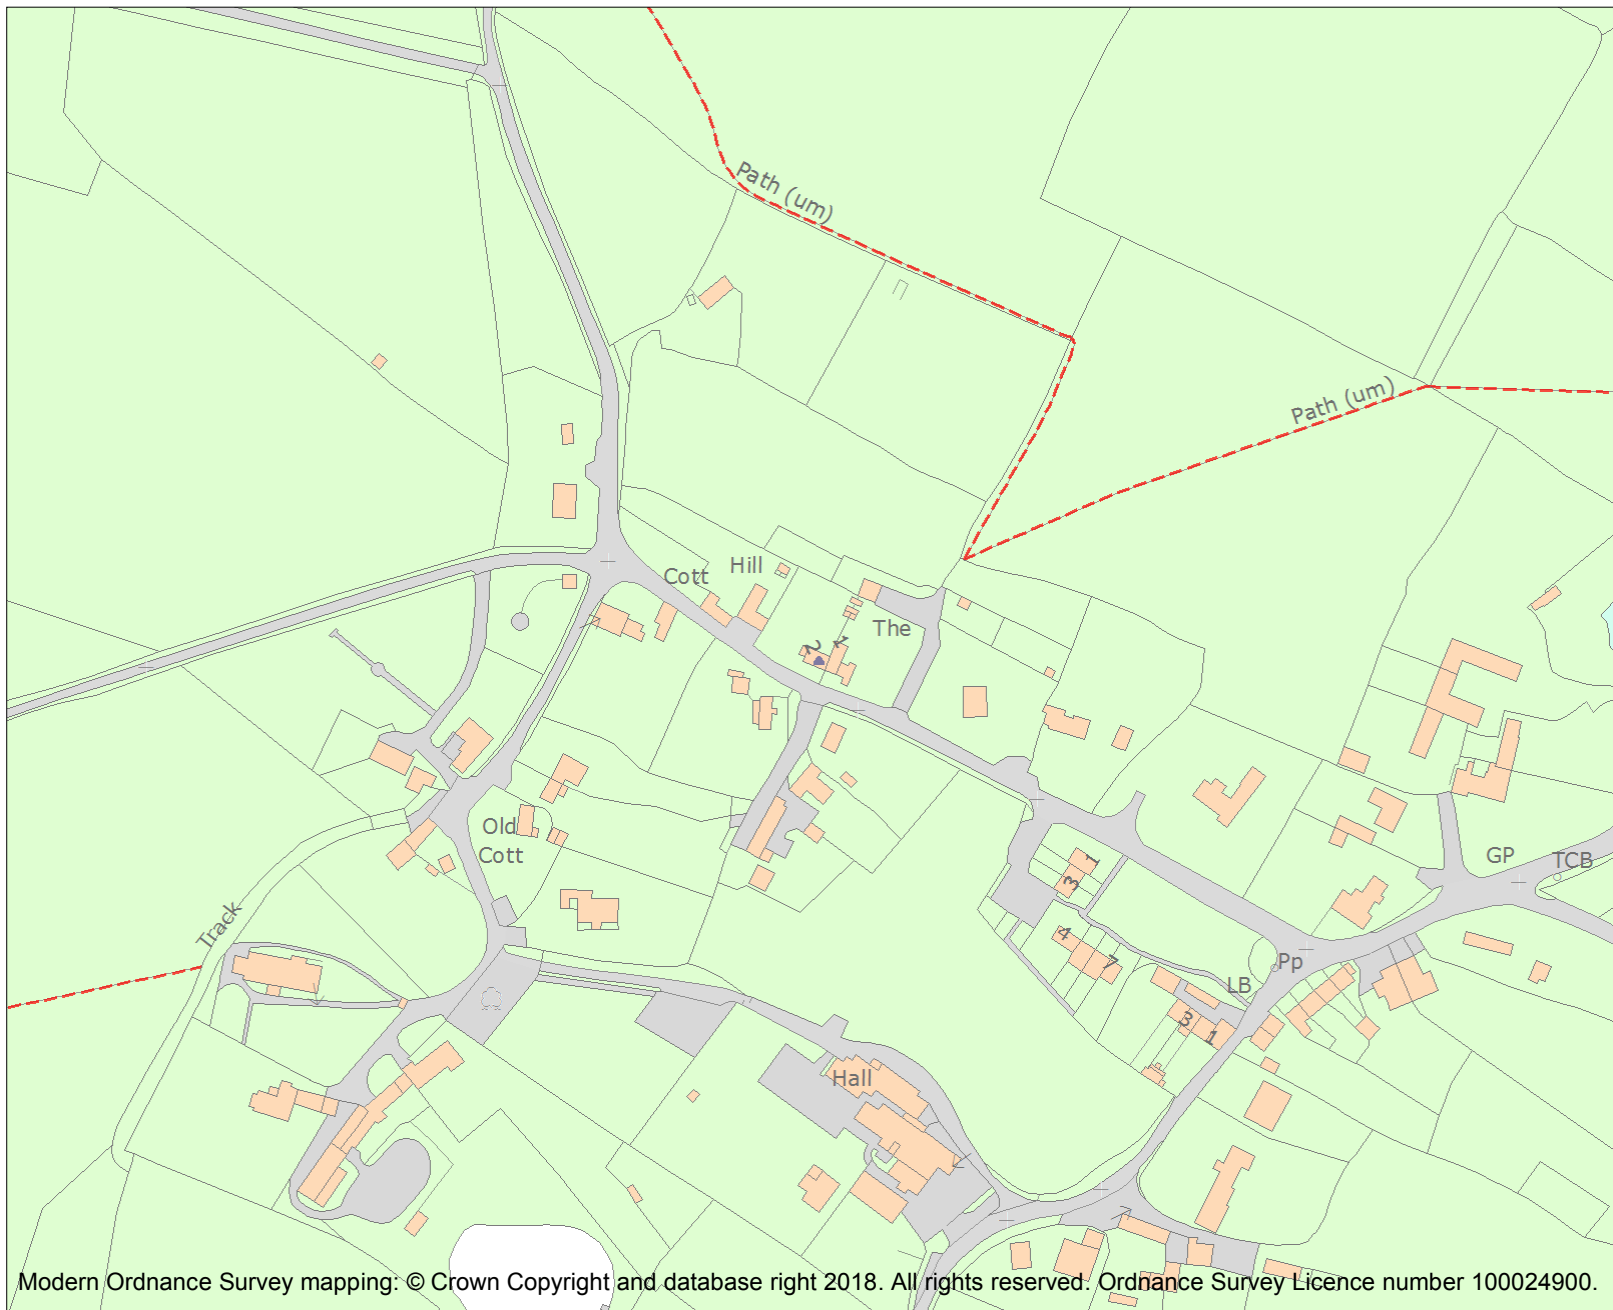 Path (um)
Path (um)
Hill
Cott
The
2
1
Old
Cott
1
3
GP
TCB
4
7
Track
Pp
LB
3
1
Hall
Modern Ordnance Survey mapping: © Crown Copyright and database right 2018. All rights reserved. Ordnance Survey Licence number 100024900.